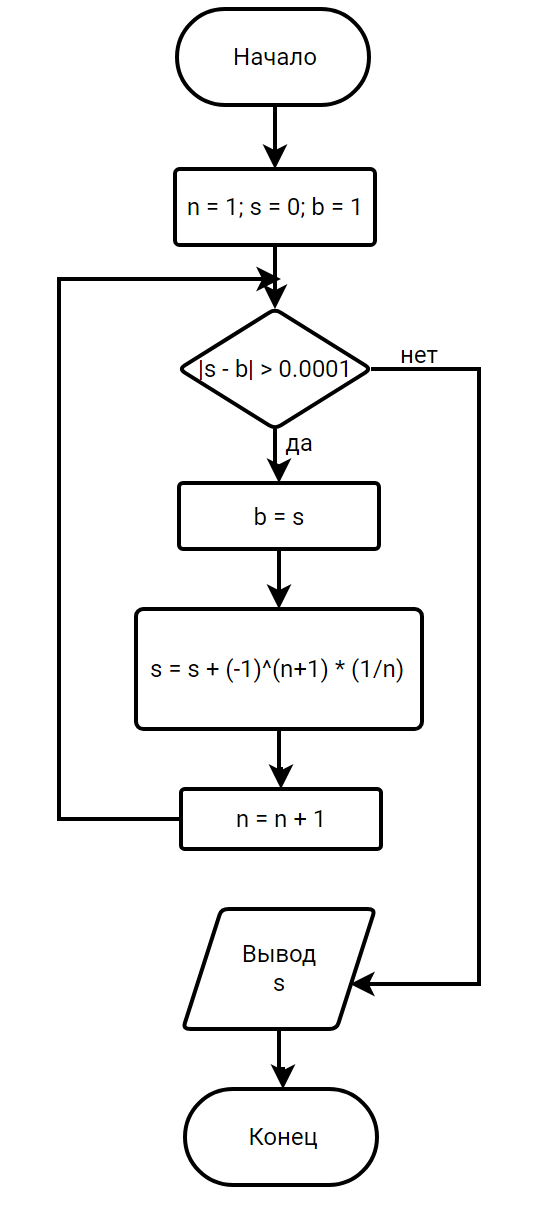 Начало
n = 1; s = 0; b = 1
|s - b| > 0.0001
нет
да
b = s
s = s + (-1)^(n+1) * (1/n)
n = n + 1
Вывод
s
Конец